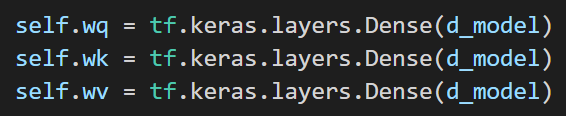 self.wq = tf.keras.layers.Dense(d_model)
self.wk = tf.keras.layers.Dense(d_model)
self.wv = tf.keras.layers.Dense(d_model)